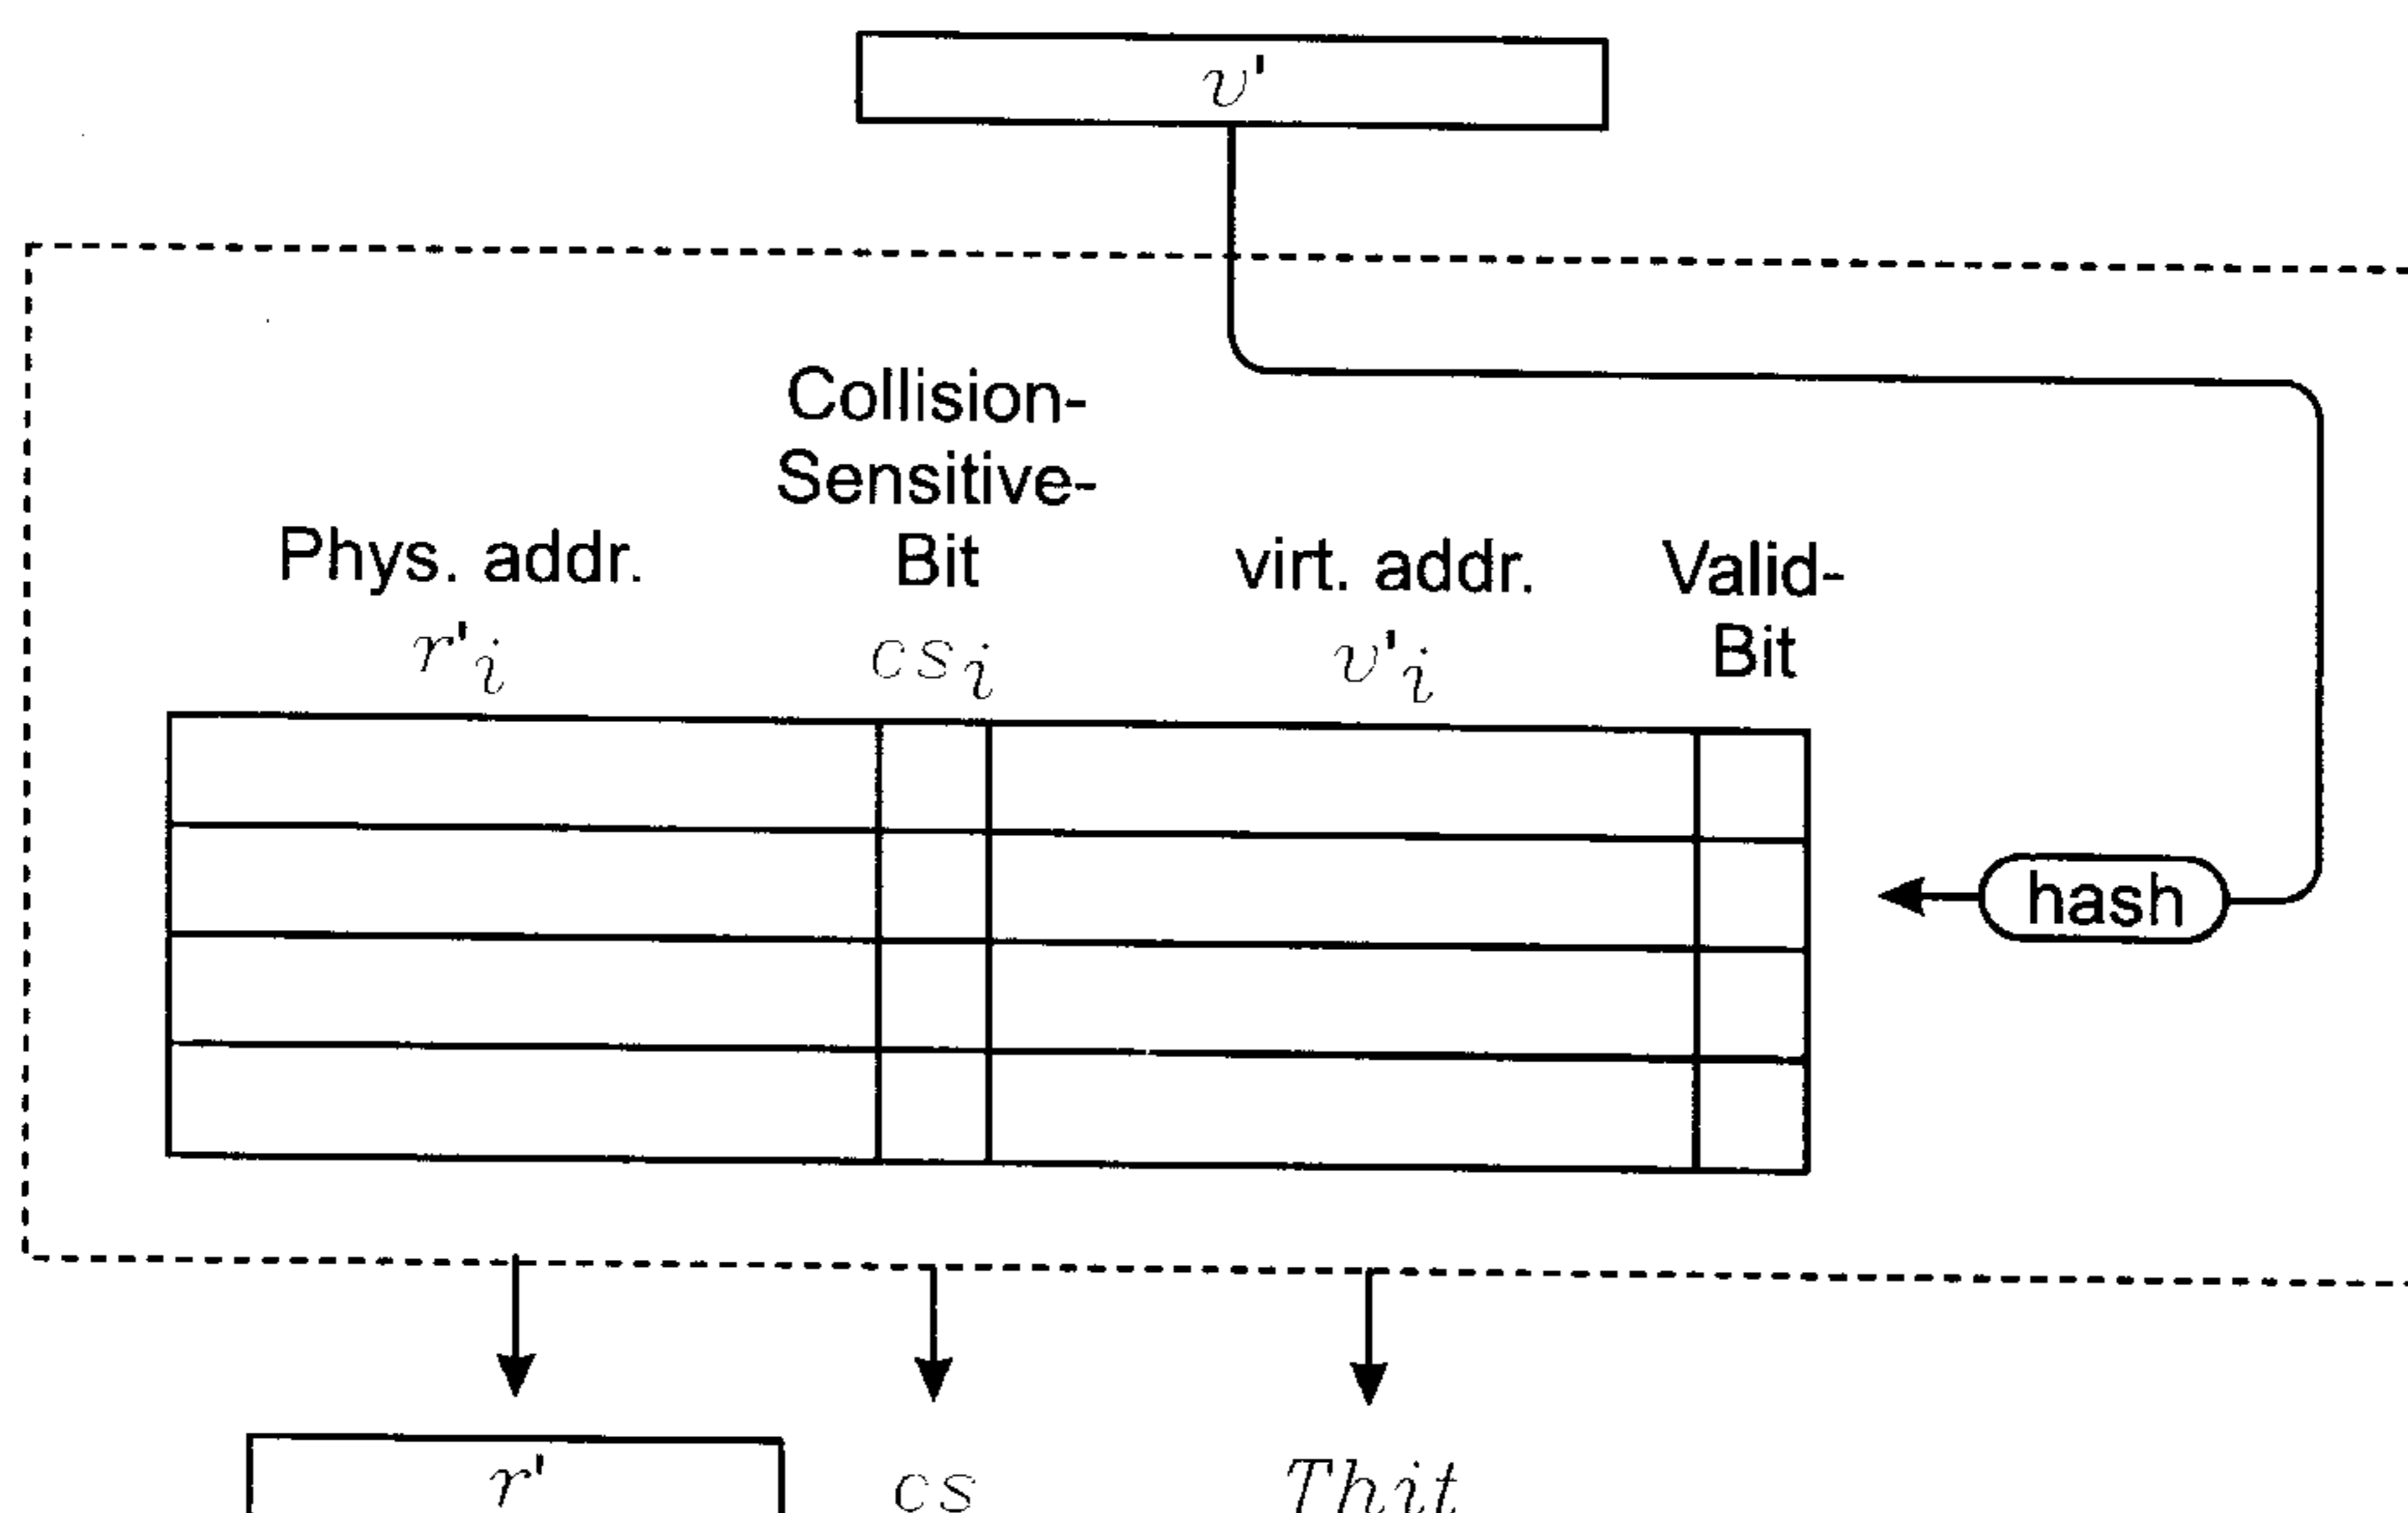 v'
Collision-
Sensitive-
Bit
Phys. addr.
virt. addr.
Valid-
Bit
r'i
csi
v'i
hash
r'
cs
Thit